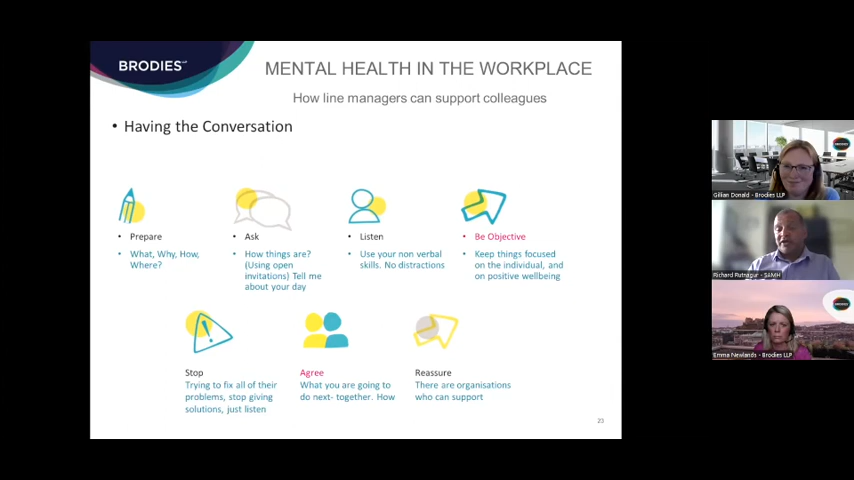 BRODIES LLP
MENTAL HEALTH IN THE WORKPLACE
How line managers can support colleagues
• Having the Conversation
• Prepare
• What, Why, How,
Where?
• Ask
• How things are?
(Using open
invitations) Tell me
about your day
• Listen
• Use your non verbal
skills. No distractions
• Be Objective
• Keep things focused
on the individual, and
on positive wellbeing
Stop
Trying to fix all of their
problems, stop giving
solutions, just listen
Agree
What you are going to
do next- together. How
Reassure
There are organisations
who can support
23
BRODIES
Gillian Donald - Brodies LLP
Richard Rutnagur - SAMH
BRODIES
Emma Newlands - Brodies LLP